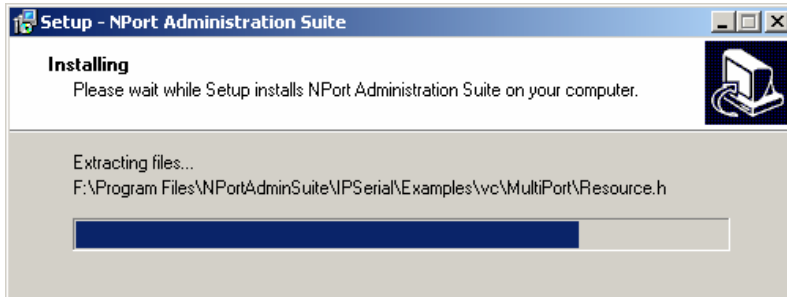 Setup - NPort Administration Suite
Installing
Please wait while Setup installs NPort Administration Suite on your computer.
Extracting files...
F:\Program Files\NPortAdminSuite\IPSerial\Examples\vc\MultiPort\Resource.h